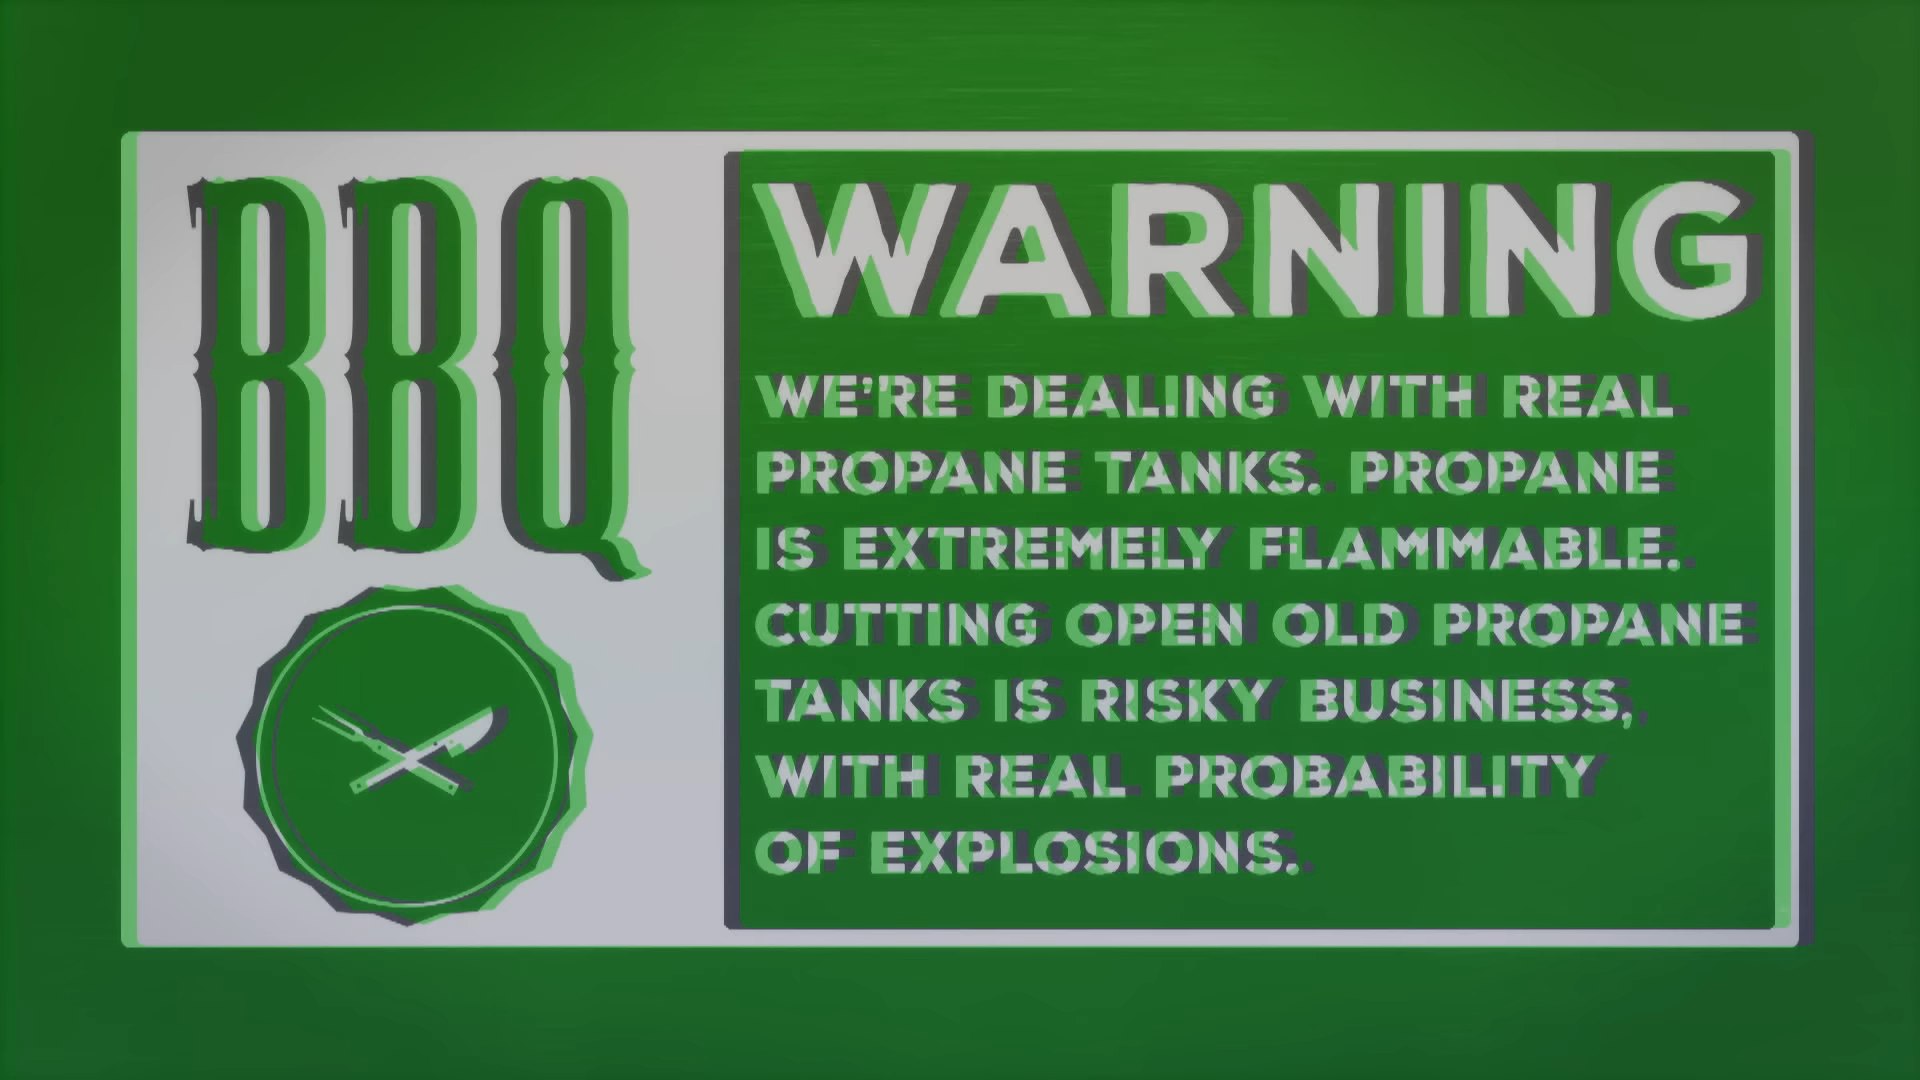 BBQ
WARNING
WE'RE DEALING WITH REAL
PROPANE TANKS. PROPANE
IS EXTREMELY FLAMMABLE.
CUTTING OPEN OLD PROPANE
TANKS IS RISKY BUSINESS,
WITH REAL PROBABILITY
OF EXPLOSIONS.